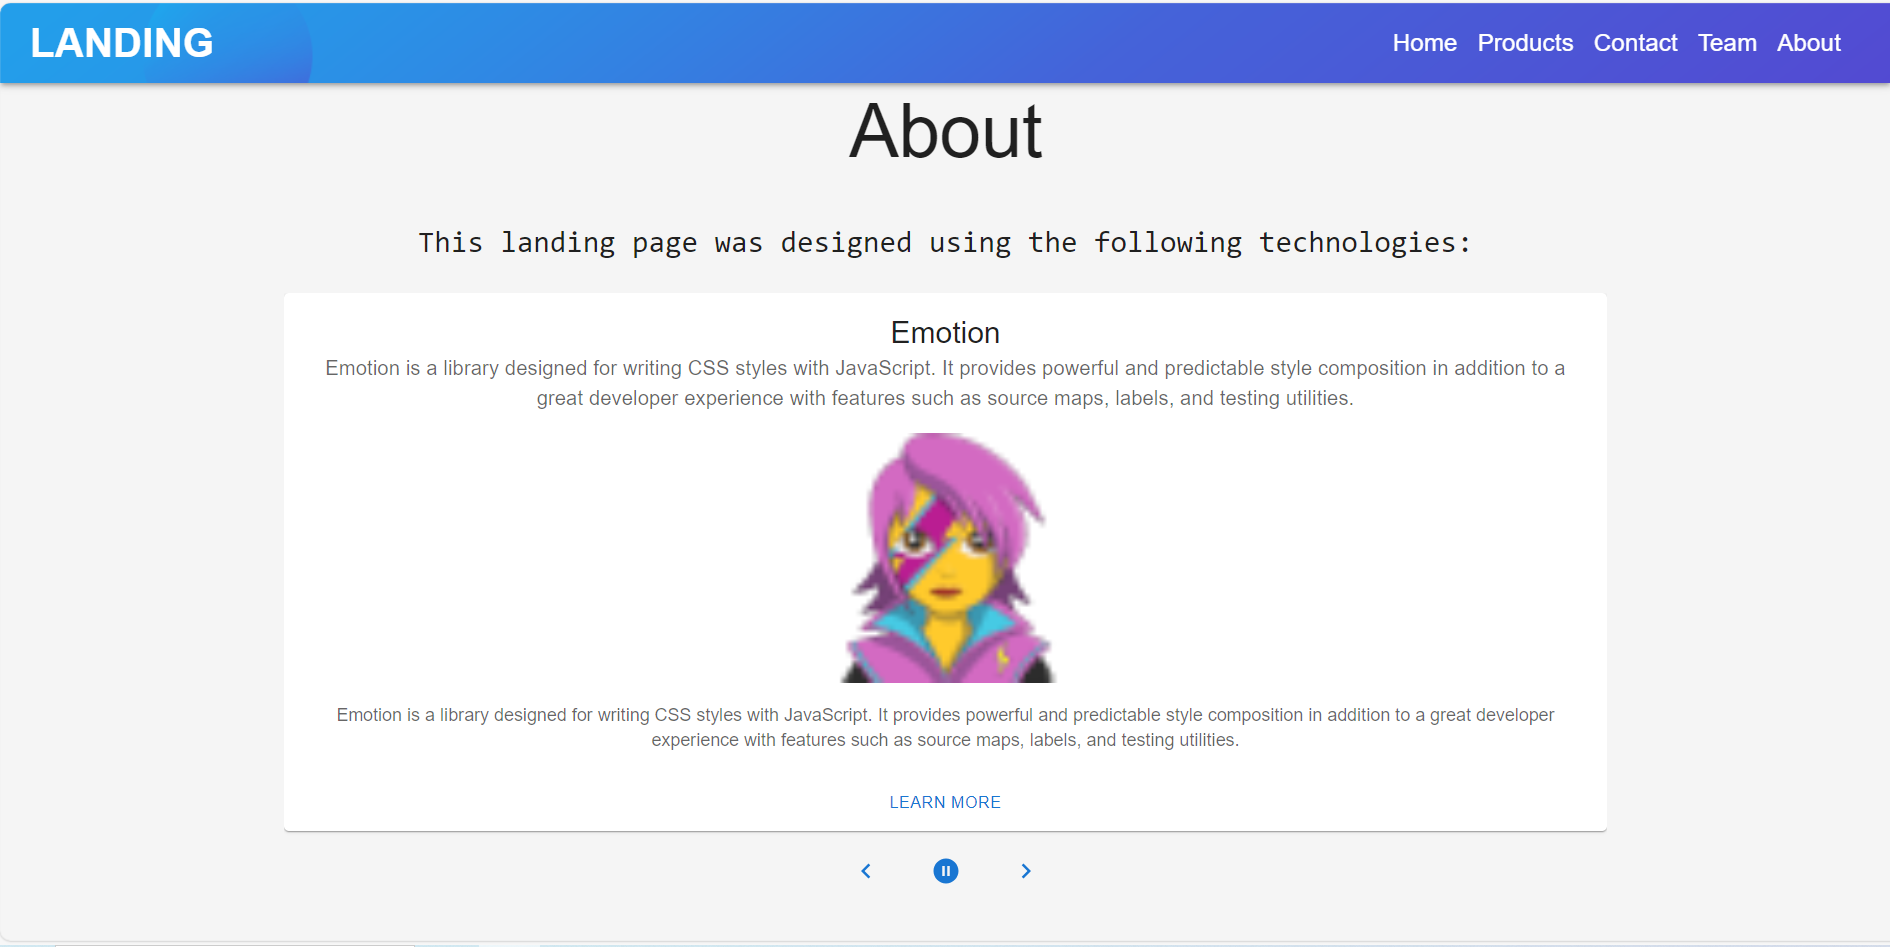 LANDING
Home Products Contact Team About
About
This landing page was designed using the following technologies:
Emotion
Emotion is a library designed for writing CSS styles with JavaScript. It provides powerful and predictable style composition in addition to a
great developer experience with features such as source maps, labels, and testing utilities.
Emotion is a library designed for writing CSS styles with JavaScript. It provides powerful and predictable style composition in addition to a great developer
experience with features such as source maps, labels, and testing utilities.
LEARN MORE